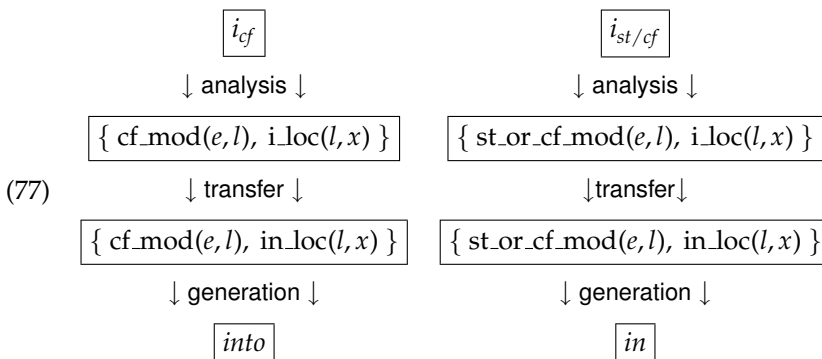 i_cf i_st/cf
↓ analysis ↓ ↓ analysis ↓
{ cf_mod(e, l), i_loc(l, x) } { st_or_cf_mod(e, l), i_loc(l, x) }
(77) ↓ transfer ↓ ↓transfer↓
{ cf_mod(e, l), in_loc(l, x) } { st_or_cf_mod(e, l), in_loc(l, x) }
↓ generation ↓ ↓ generation ↓
into in